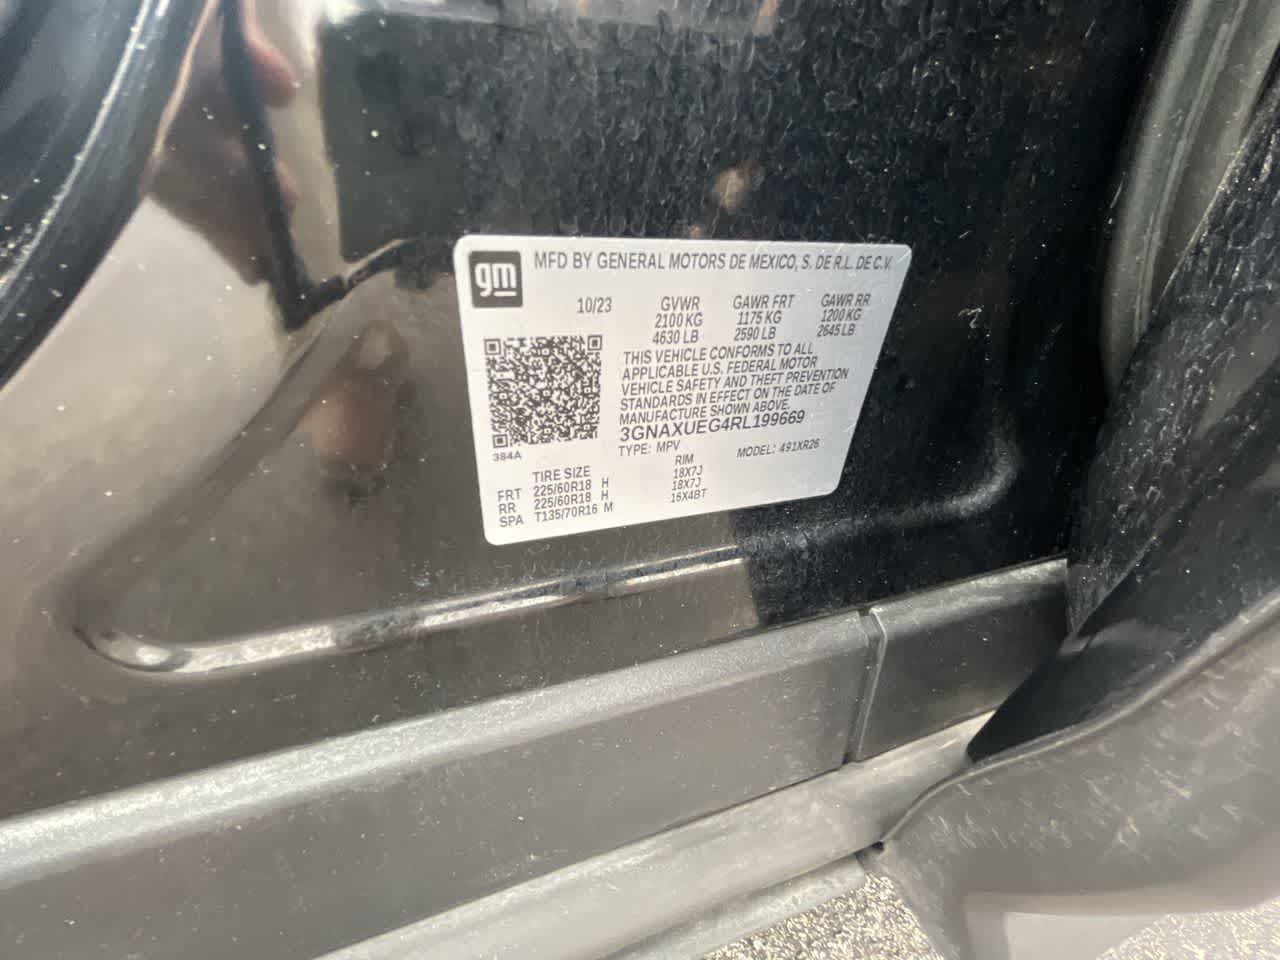 gm
MFD BY GENERAL MOTORS DE MEXICO, S. DE R.L. DE C.V.
10/23 GVWR GAWR FRT GAWR RR
2100 KG 1175 KG 1200 KG
4630 LB 2590 LB 2645 LB
THIS VEHICLE CONFORMS TO ALL
APPLICABLE U.S. FEDERAL MOTOR
VEHICLE SAFETY AND THEFT PREVENTION
STANDARDS IN EFFECT ON THE DATE OF
MANUFACTURE SHOWN ABOVE.
3GNAXUEG4RL199669
TYPE: MPV MODEL: 491XR26
384A
TIRE SIZE RIM
FRT 225/60R18 H 18X7J
RR 225/60R18 H 18X7J
SPA T135/70R16 M 16X4BT